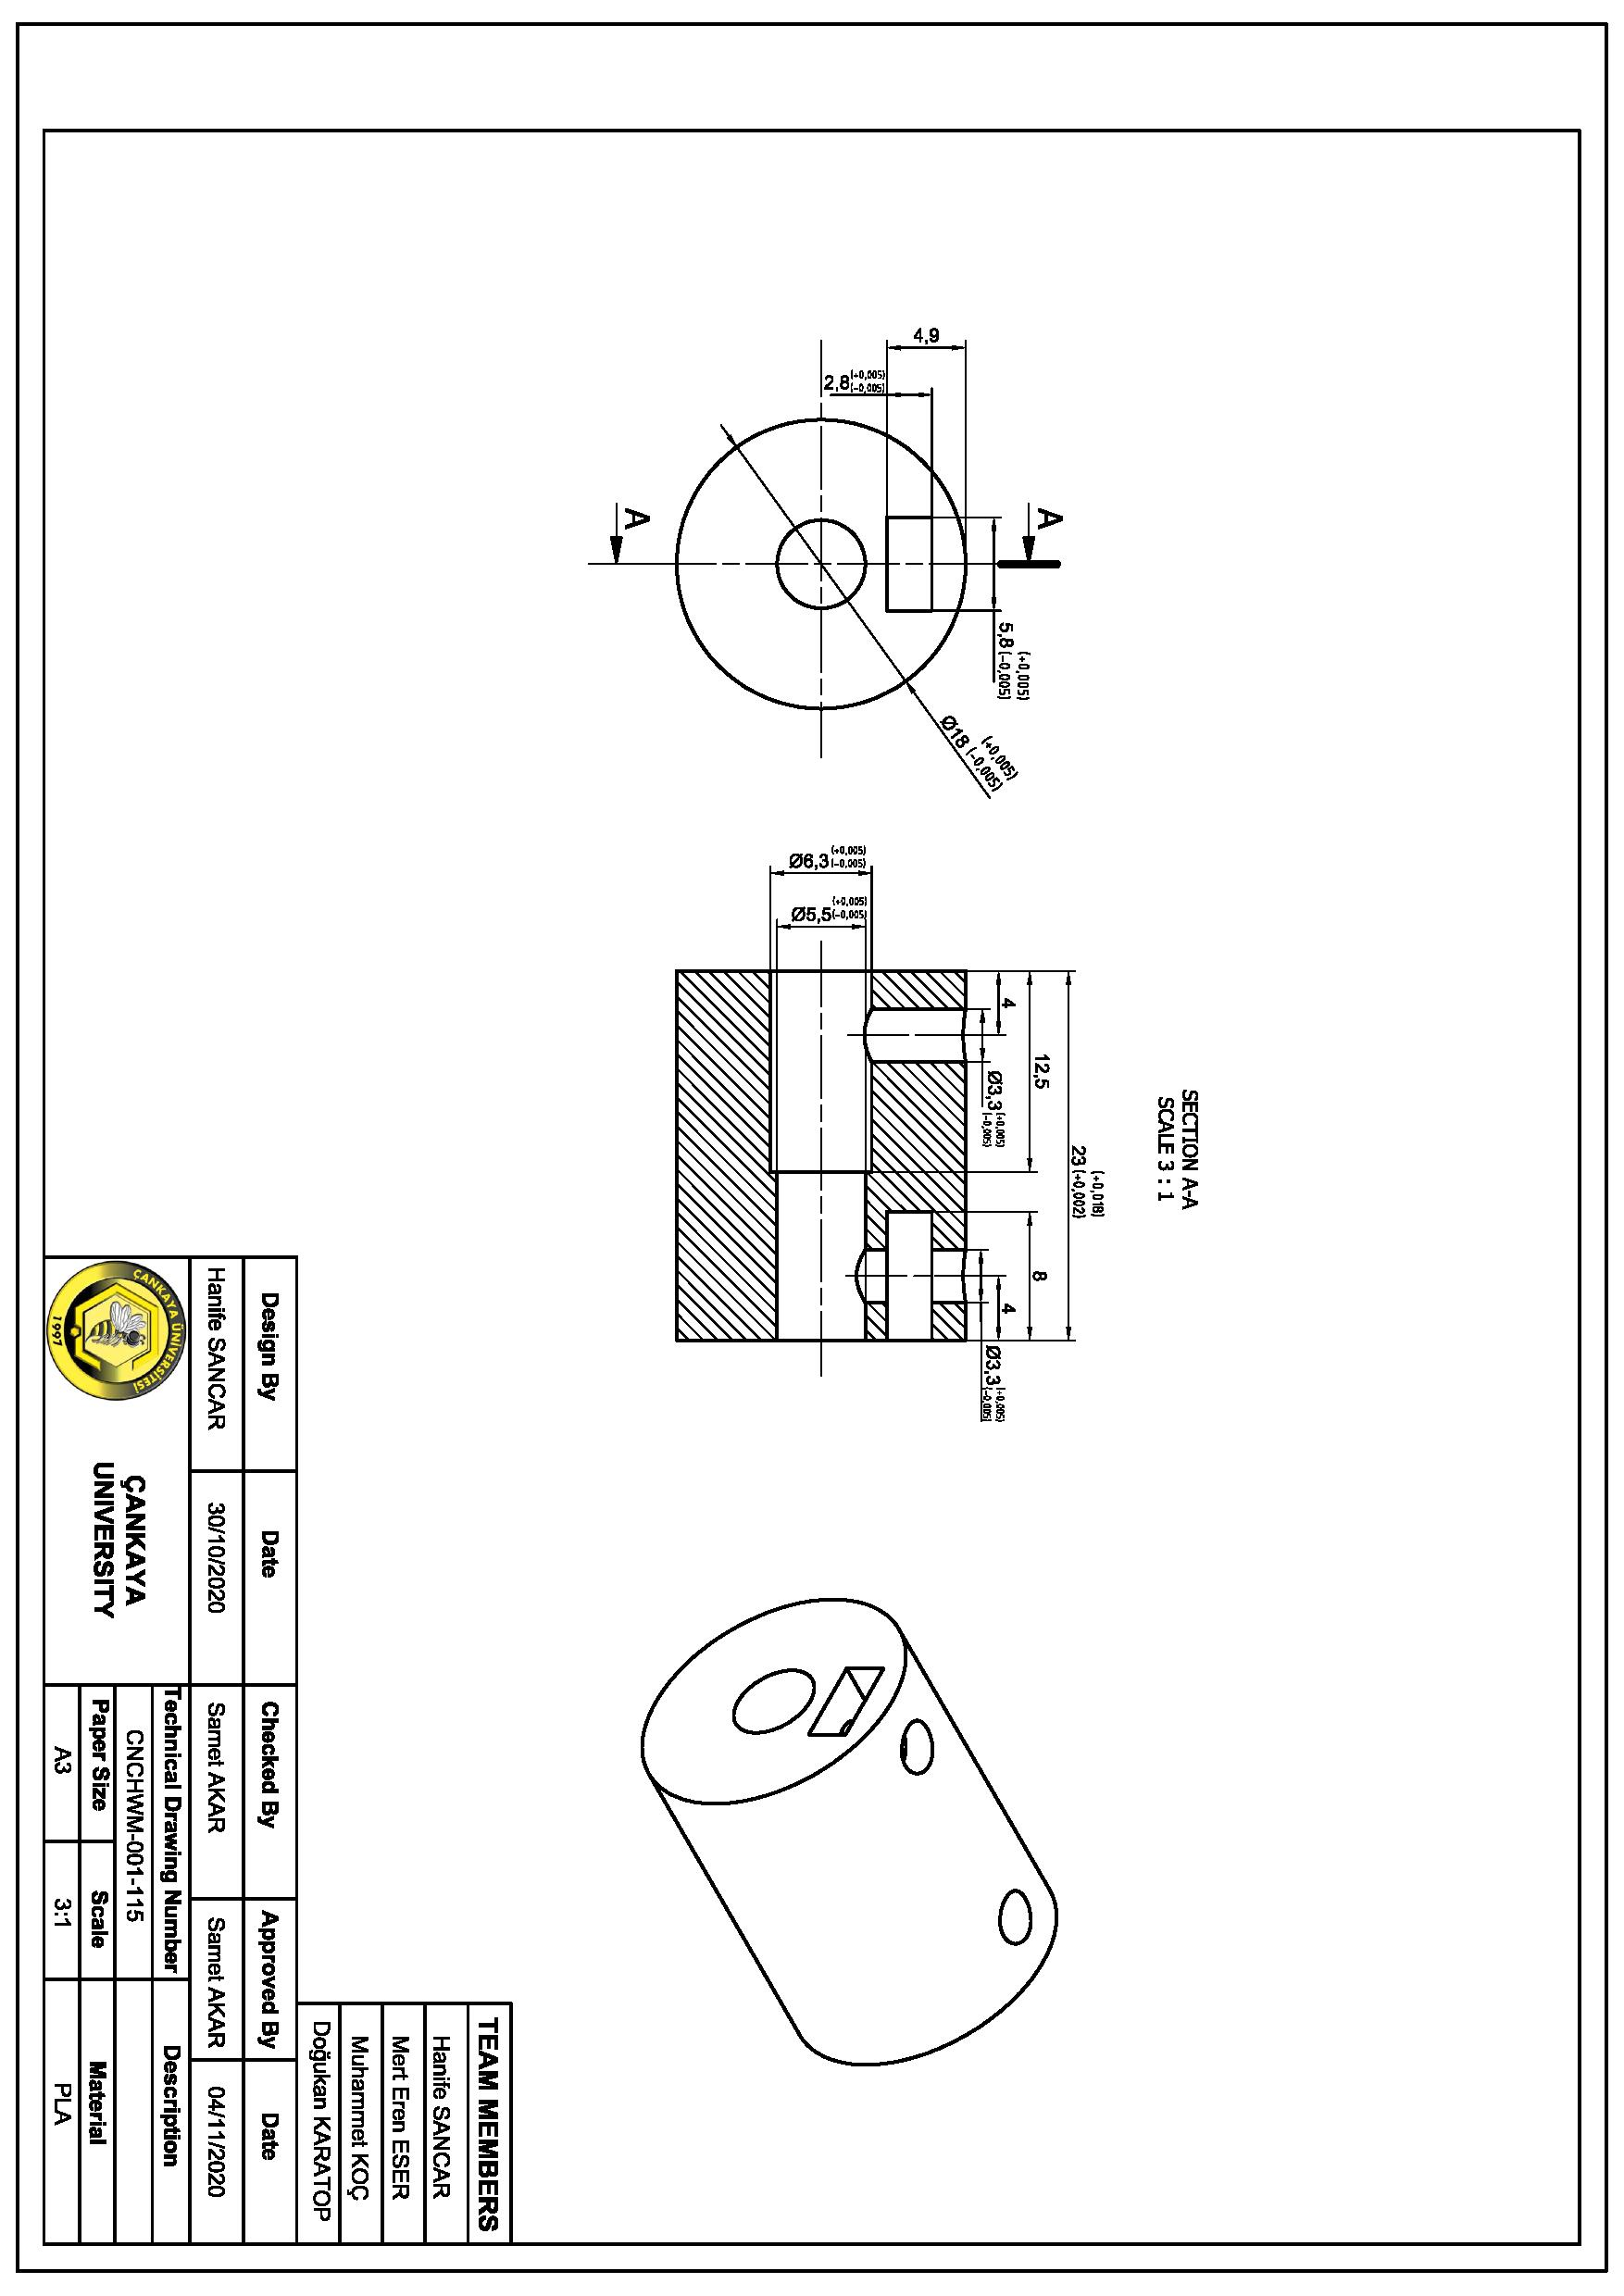 4,9
2,8 (+0,005) (-0,005)
A
A
5,8 (+0,005) (-0,005)
Ø18 (+0,005) (-0,005)
Ø6,3 (+0,005) (-0,005)
Ø5,5 (+0,005) (-0,005)
4
12,5
Ø3,3 (+0,005) (-0,005)
23 (+0,018) (+0,002)
8
4
Ø3,3 (+0,005) (-0,005)
SECTION A-A
SCALE 3 : 1
TEAM MEMBERS
Hanife SANCAR
Mert Eren ESER
Muhammet KOÇ
Doğukan KARATOP
Design By
Date
Checked By
Approved By
Date
Hanife SANCAR
30/10/2020
Samet AKAR
Samet AKAR
04/11/2020
ÇANKAYA ÜNİVERSİTESİ
1997
ÇANKAYA
UNIVERSITY
Technical Drawing Number
Description
CNCHWM-001-115
Paper Size
Scale
Material
A3
3:1
PLA